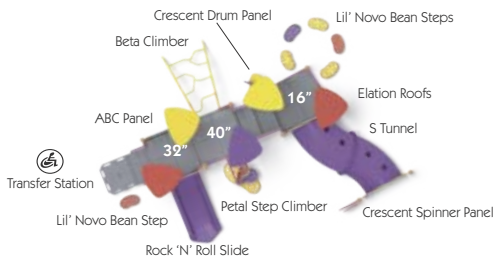 Crescent Drum Panel
Lil' Novo Bean Steps
Beta Climber
Elation Roofs
16"
ABC Panel
40"
S Tunnel
32"
Transfer Station
Petal Step Climber
Crescent Spinner Panel
Lil' Novo Bean Step
Rock 'N' Roll Slide